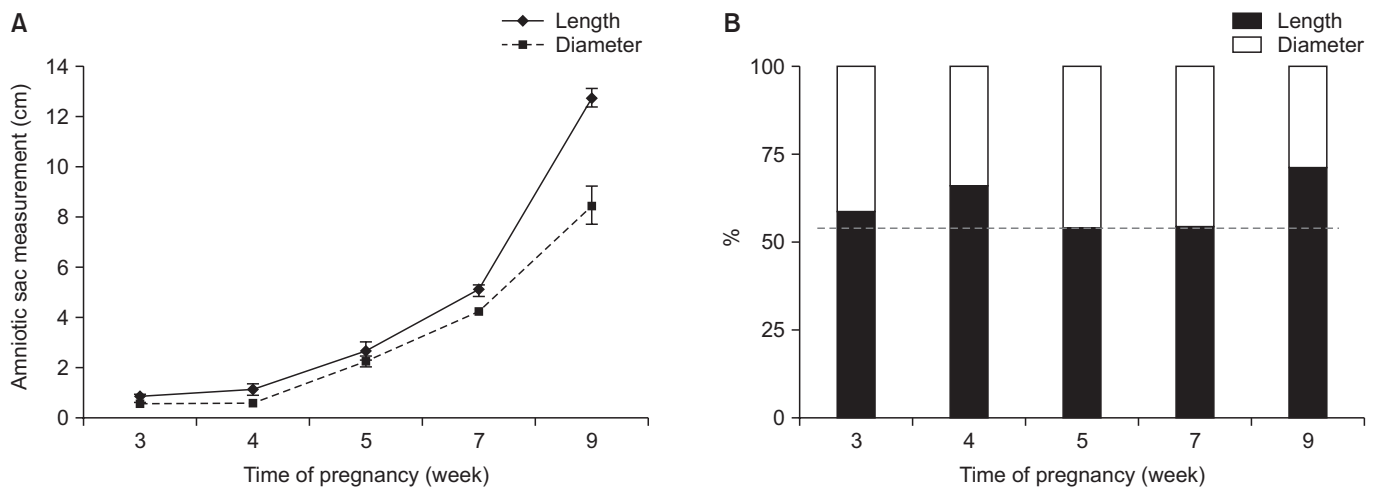 A
Length
Diameter
14
12
10
8
6
4
2
0
Amniotic sac measurement (cm)
3 4 5 7 9
Time of pregnancy (week)
B
Length
Diameter
100
75
50
25
0
%
3 4 5 7 9
Time of pregnancy (week)